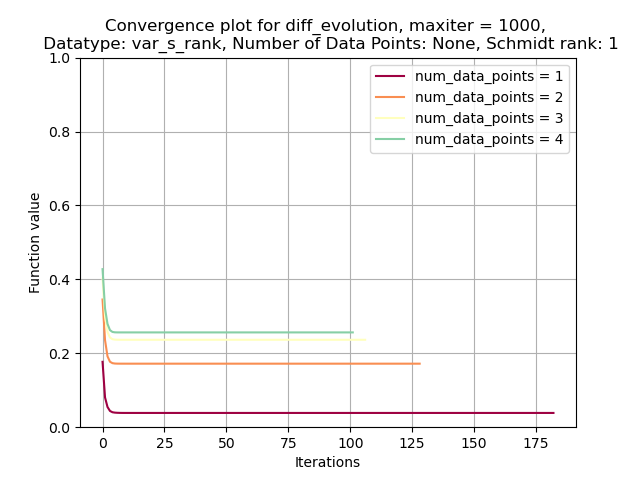 Convergence plot for diff_evolution, maxiter = 1000,
Datatype: var_s_rank, Number of Data Points: None, Schmidt rank: 1
num_data_points = 1
num_data_points = 2
num_data_points = 3
num_data_points = 4
Function value
1.0
0.8
0.6
0.4
0.2
0.0
0 25 50 75 100 125 150 175
Iterations